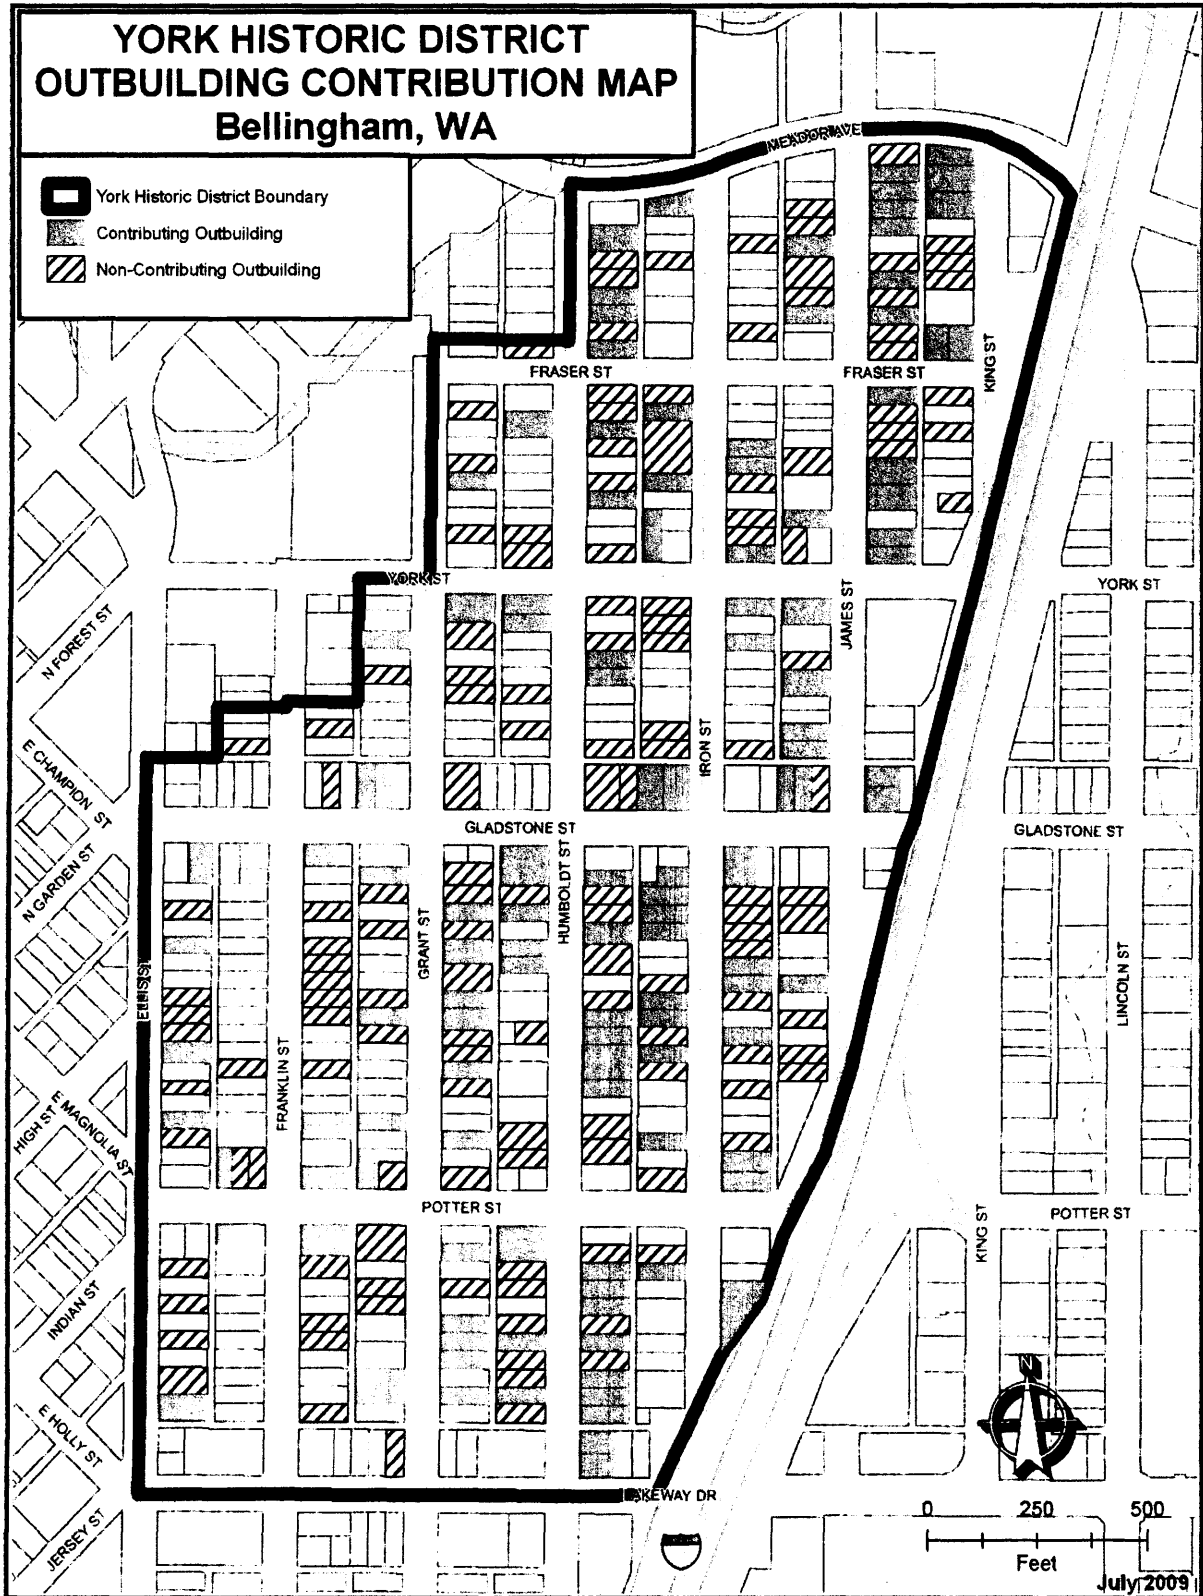 YORK HISTORIC DISTRICT
OUTBUILDING CONTRIBUTION MAP
Bellingham, WA
York Historic District Boundary
Contributing Outbuilding
Non-Contributing Outbuilding
MEADOR AVE
FRASER ST
FRASER ST
KING ST
YORK ST
YORK ST
JAMES ST
N FOREST ST
IRON ST
E CHAMPION ST
GLADSTONE ST
GLADSTONE ST
N GARDEN ST
HUMBOLDT ST
GRANT ST
ELLIS ST
LINCOLN ST
FRANKLIN ST
E MAGNOLIA ST
HIGH ST
POTTER ST
POTTER ST
KING ST
INDIAN ST
N
E HOLLY ST
LAKEWAY DR
JERSEY ST
0 250 500
Feet
July 2009